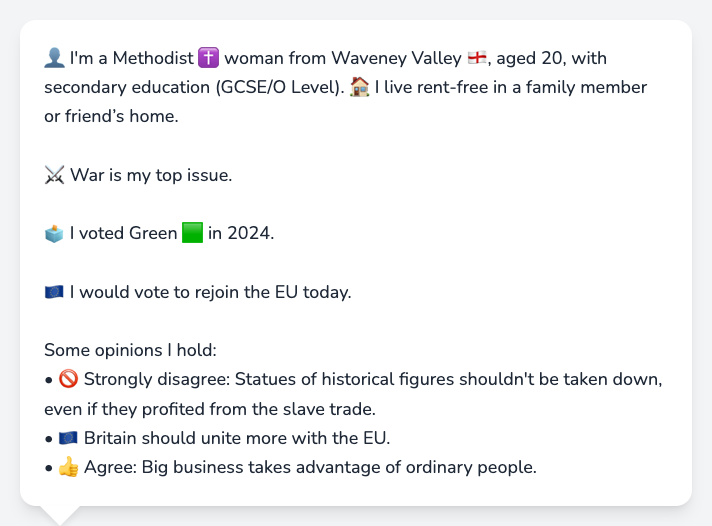 👤 I'm a Methodist ✝️ woman from Waveney Valley 🏴󠁧󠁢󠁥󠁮󠁧󠁿, aged 20, with
secondary education (GCSE/O Level). 🏠 I live rent-free in a family member
or friend’s home.
⚔️ War is my top issue.
🗳️ I voted Green 🟩 in 2024.
🇪🇺 I would vote to rejoin the EU today.
Some opinions I hold:
• 🚫 Strongly disagree: Statues of historical figures shouldn't be taken down,
even if they profited from the slave trade.
• 🇪🇺 Britain should unite more with the EU.
• 👍 Agree: Big business takes advantage of ordinary people.